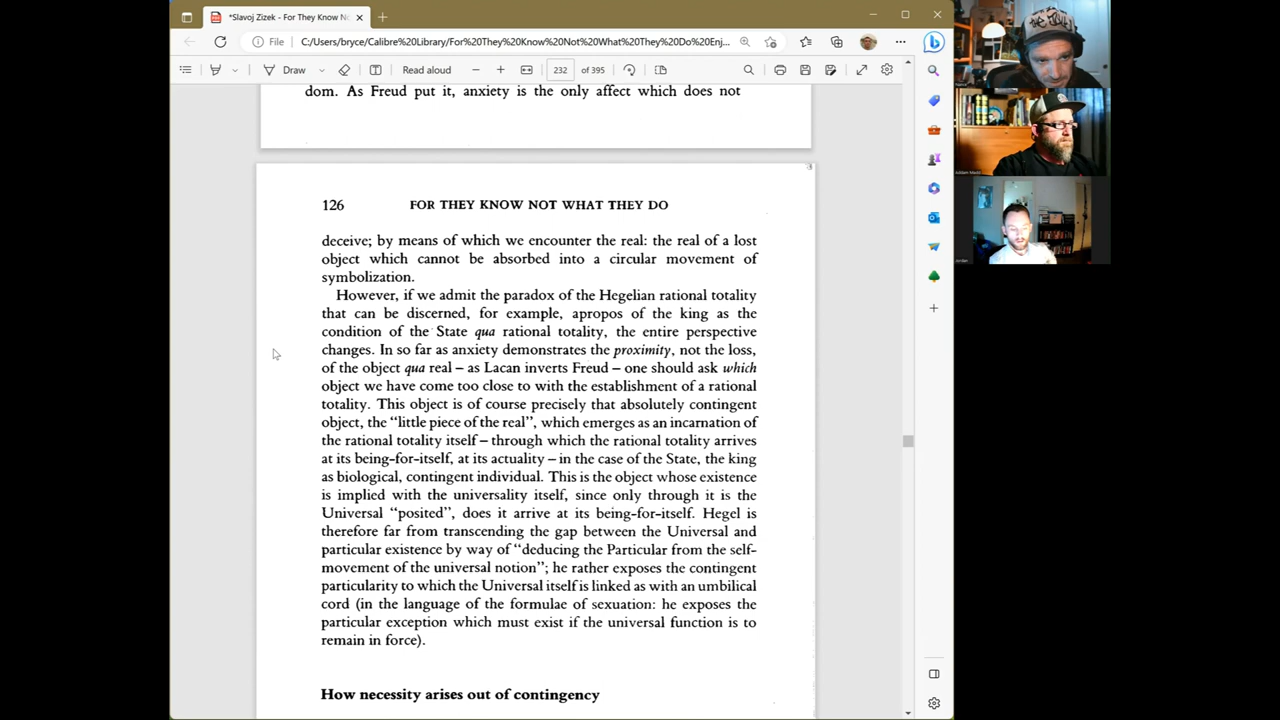 *Slavoj Zizek - For They Know No
File
C:/Users/bryce/Calibre%20Library/For%20They%20Know%20Not%20What%20They%20Do%20Enj...
Draw
Read aloud
232 of 395
dom. As Freud put it, anxiety is the only affect which does not
126 FOR THEY KNOW NOT WHAT THEY DO
deceive; by means of which we encounter the real: the real of a lost
object which cannot be absorbed into a circular movement of
symbolization.
However, if we admit the paradox of the Hegelian rational totality
that can be discerned, for example, apropos of the king as the
condition of the State qua rational totality, the entire perspective
changes. In so far as anxiety demonstrates the proximity, not the loss,
of the object qua real – as Lacan inverts Freud – one should ask which
object we have come too close to with the establishment of a rational
totality. This object is of course precisely that absolutely contingent
object, the "little piece of the real", which emerges as an incarnation of
the rational totality itself – through which the rational totality arrives
at its being-for-itself, at its actuality – in the case of the State, the king
as biological, contingent individual. This is the object whose existence
is implied with the universality itself, since only through it is the
Universal "posited", does it arrive at its being-for-itself. Hegel is
therefore far from transcending the gap between the Universal and
particular existence by way of "deducing the Particular from the self-
movement of the universal notion"; he rather exposes the contingent
particularity to which the Universal itself is linked as with an umbilical
cord (in the language of the formulae of sexuation: he exposes the
particular exception which must exist if the universal function is to
remain in force).
How necessity arises out of contingency
Jordan